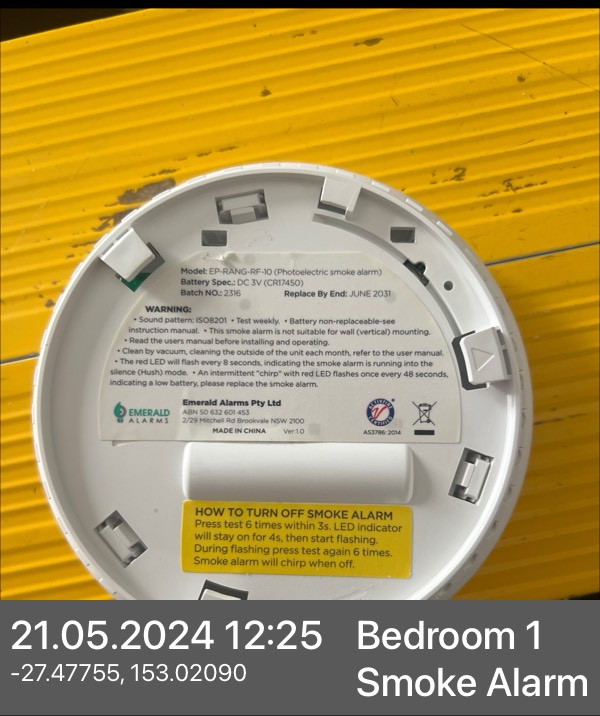 Model: EP-RANG-RF-10 (Photoelectric smoke alarm)
Battery Spec.: DC 3V (CR17450)
Batch NO.: 2316 Replace By End: JUNE 2031
WARNING:
• Sound pattern: ISO8201 • Test weekly. • Battery non-replaceable-see
instruction manual. • This smoke alarm is not suitable for wall (vertical) mounting.
• Read the users manual before installing and operating.
• Clean by vacuum, cleaning the outside of the unit each month, refer to the user manual.
• The red LED will flash every 8 seconds, indicating the smoke alarm is running into the
silence (Hush) mode. • An intermittent "chirp" with red LED flashes once every 48 seconds,
indicating a low battery, please replace the smoke alarm.
EMERALD
ALARMS
Emerald Alarms Pty Ltd
ABN 50 632 601 453
2/29 Mitchell Rd Brookvale NSW 2100
MADE IN CHINA Ver:1.0
AS3786: 2014
HOW TO TURN OFF SMOKE ALARM
Press test 6 times within 3s. LED indicator
will stay on for 4s, then start flashing.
During flashing press test again 6 times.
Smoke alarm will chirp when off.
21.05.2024 12:25
-27.47755, 153.02090
Bedroom 1
Smoke Alarm